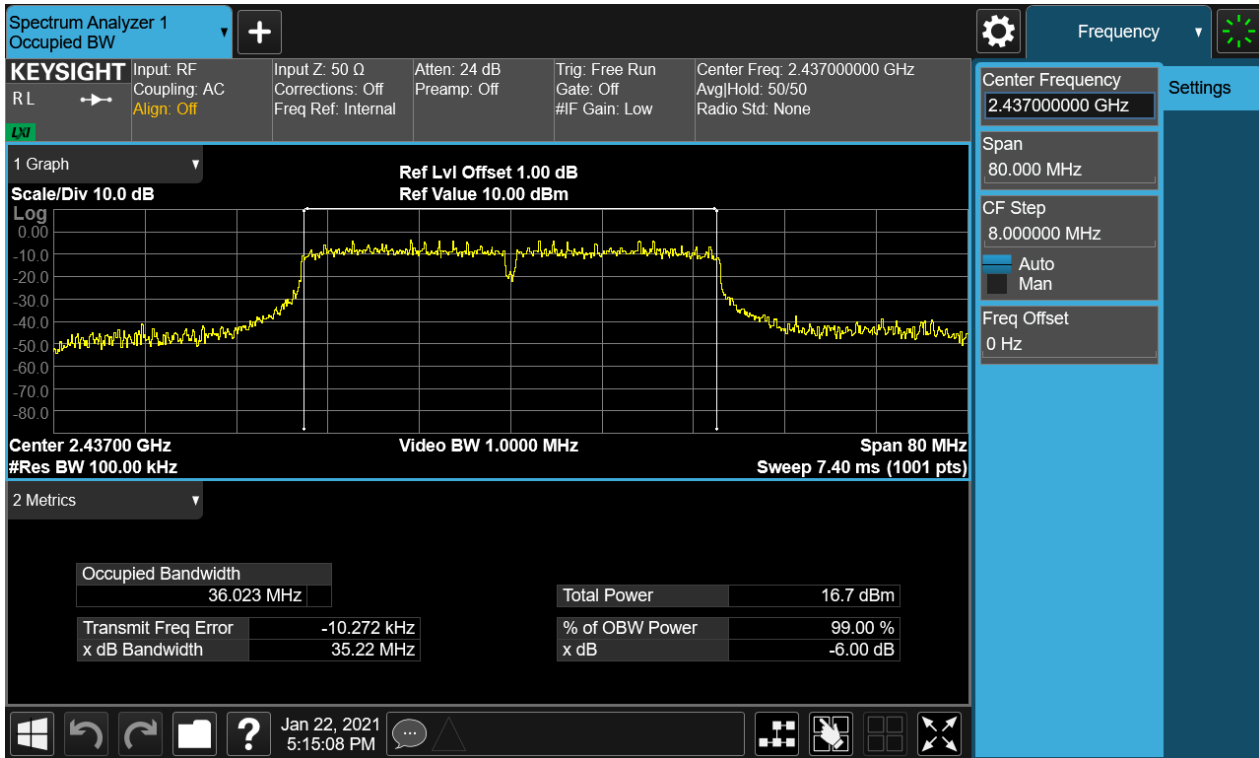 Spectrum Analyzer 1
Occupied BW
+
Frequency
KEYSIGHT
R L
LXI
Input: RF
Coupling: AC
Align: Off
Input Z: 50 Ω
Corrections: Off
Freq Ref: Internal
Atten: 24 dB
Preamp: Off
Trig: Free Run
Gate: Off
#IF Gain: Low
Center Freq: 2.437000000 GHz
Avg|Hold: 50/50
Radio Std: None
Center Frequency
2.437000000 GHz
Settings
Span
80.000 MHz
CF Step
8.000000 MHz
Auto
Man
Freq Offset
0 Hz
1 Graph
Ref Lvl Offset 1.00 dB
Scale/Div 10.0 dB
Ref Value 10.00 dBm
Log
0.00
-10.0
-20.0
-30.0
-40.0
-50.0
-60.0
-70.0
-80.0
Center 2.43700 GHz
Video BW 1.0000 MHz
Span 80 MHz
#Res BW 100.00 kHz
Sweep 7.40 ms (1001 pts)
2 Metrics
Occupied Bandwidth
36.023 MHz
Total Power 16.7 dBm
Transmit Freq Error -10.272 kHz
% of OBW Power 99.00 %
x dB Bandwidth 35.22 MHz
x dB -6.00 dB
?
Jan 22, 2021
5:15:08 PM